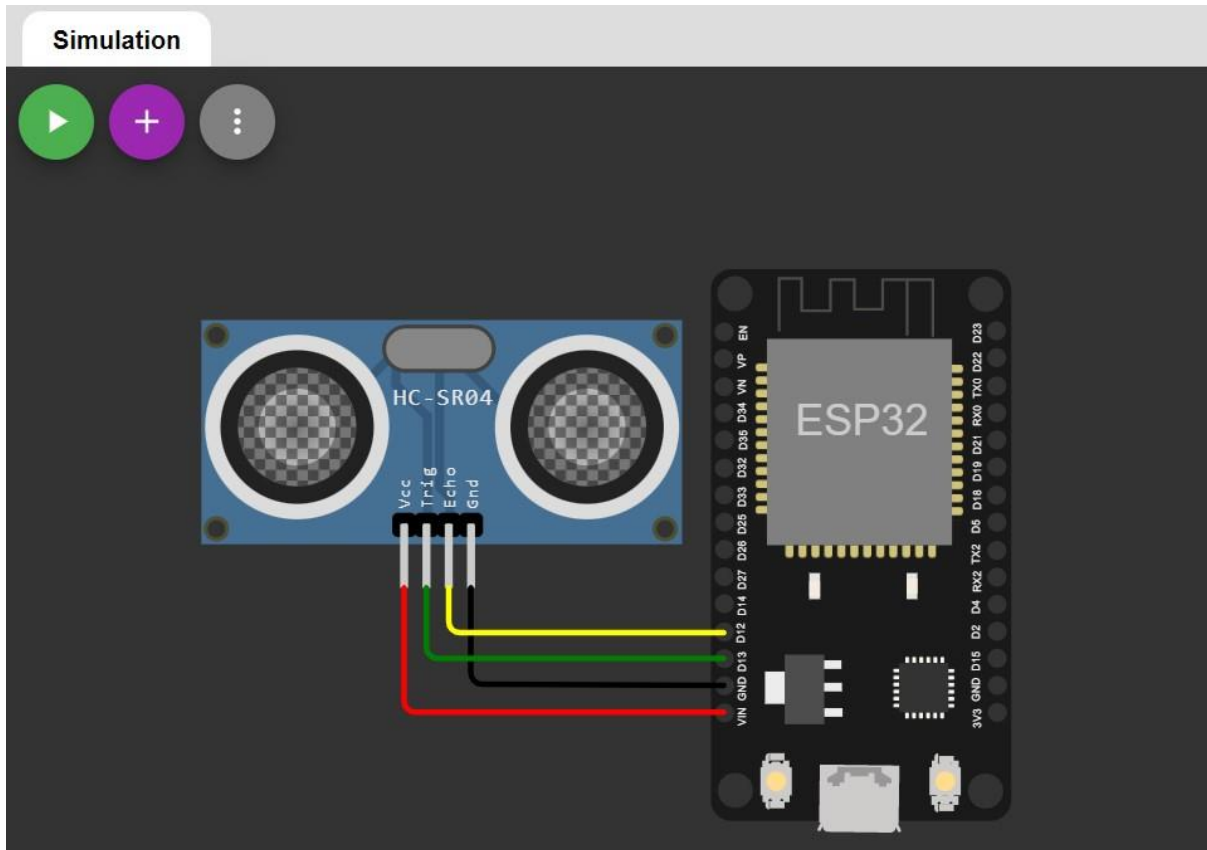 Simulation
HC-SR04
Vcc
Trig
Echo
Gnd
ESP32
EN
VP
VN
D34
D35
D32
D33
D25
D26
D27
D14
D12
D13
GND
VIN
D23
D22
TX0
RX0
D21
D19
D18
D5
TX2
RX2
D4
D2
D15
GND
3V3